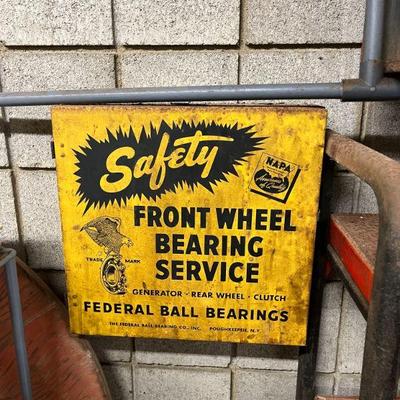 Safety
NAPA
FRONT WHEEL
BEARING
SERVICE
TRADE MARK
GENERATOR - REAR WHEEL - CLUTCH
FEDERAL BALL BEARINGS
THE FEDERAL BALL BEARING CO., INC. POUGHKEEPSIE, N.Y.